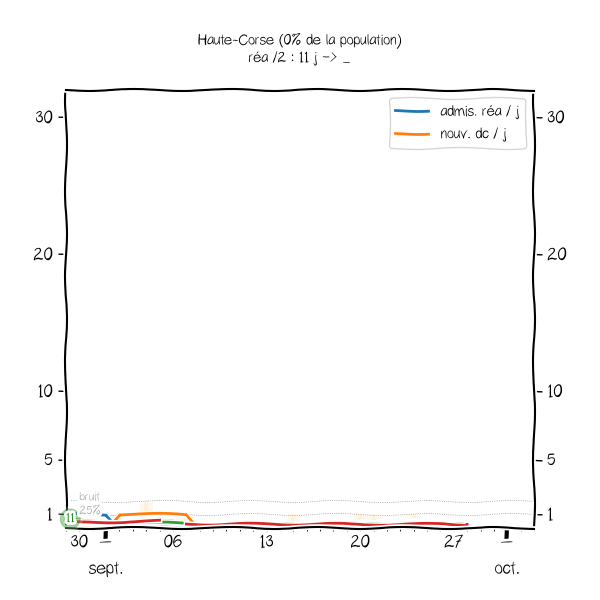 Haute-Corse (0% de la population)
réa /2 : 11 j -> _
admis. réa / j
nouv. dc / j
30 30
20 20
10 10
5 5
... bruit
25%
1 11 1
30 06 13 20 27
sept. oct.